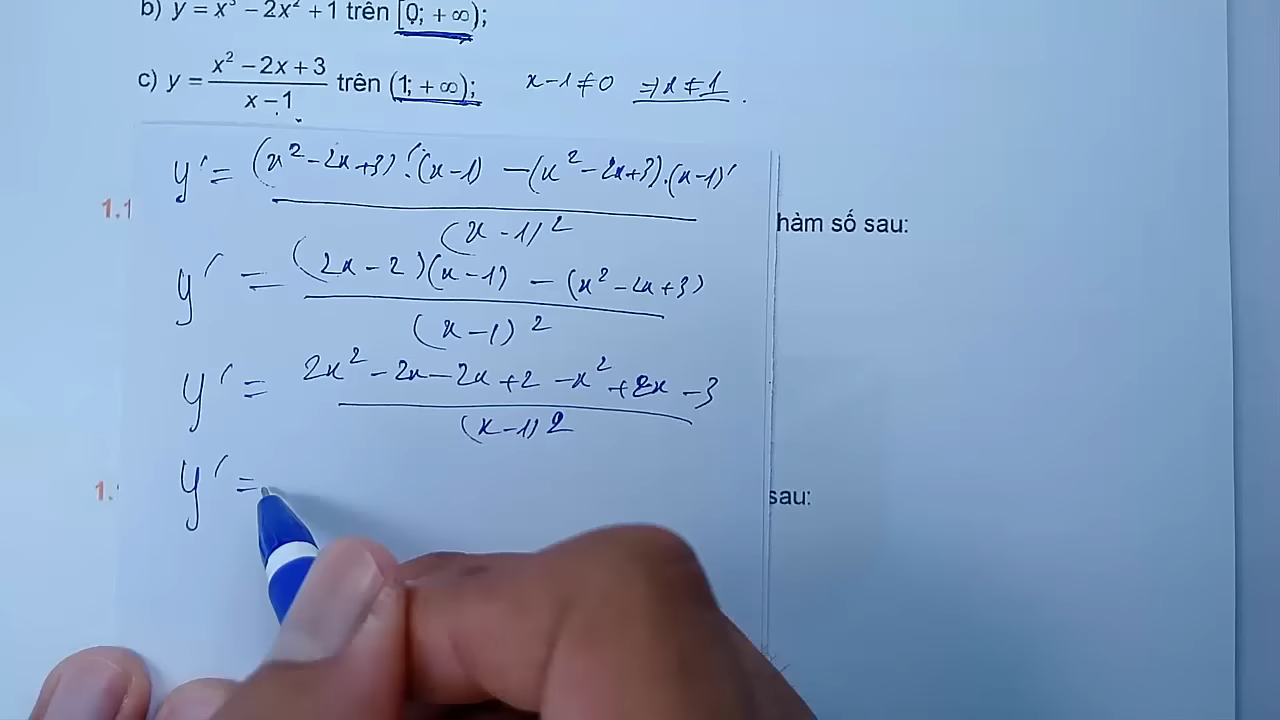 b) y = x³ − 2x² + 1 trên [0; +∞);
c) y = (x² − 2x + 3)/(x − 1) trên (1; +∞); x − 1 ≠ 0 ⇒ x ≠ 1.
y' = ((x² − 2x + 3)'.(x − 1) − (x² − 2x + 3).(x − 1)')/(x − 1)²
1.1 hàm số sau:
y' = ((2x − 2)(x − 1) − (x² − 2x + 3))/(x − 1)²
y' = (2x² − 2x − 2x + 2 − x² + 2x − 3)/(x − 1)²
y' =
1. sau: